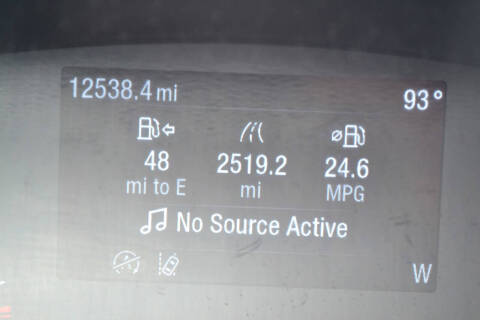 12538.4 mi 93°
48 2519.2 24.6
mi to E mi MPG
No Source Active
W